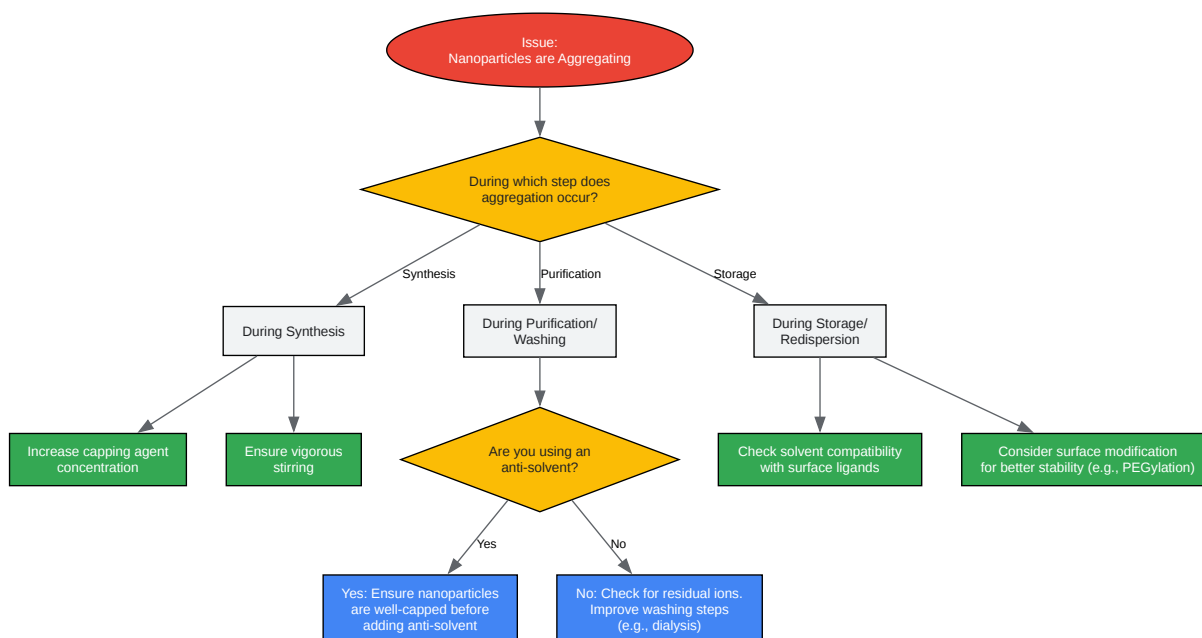 Issue:
Nanoparticles are Aggregating
During which step does
aggregation occur?
Synthesis
Purification
Storage
During Synthesis
During Purification/
Washing
During Storage/
Redispersion
Increase capping agent
concentration
Ensure vigorous
stirring
Are you using an
anti-solvent?
Check solvent compatibility
with surface ligands
Consider surface modification
for better stability (e.g., PEGylation)
Yes
No
Yes: Ensure nanoparticles
are well-capped before
adding anti-solvent
No: Check for residual ions.
Improve washing steps
(e.g., dialysis)